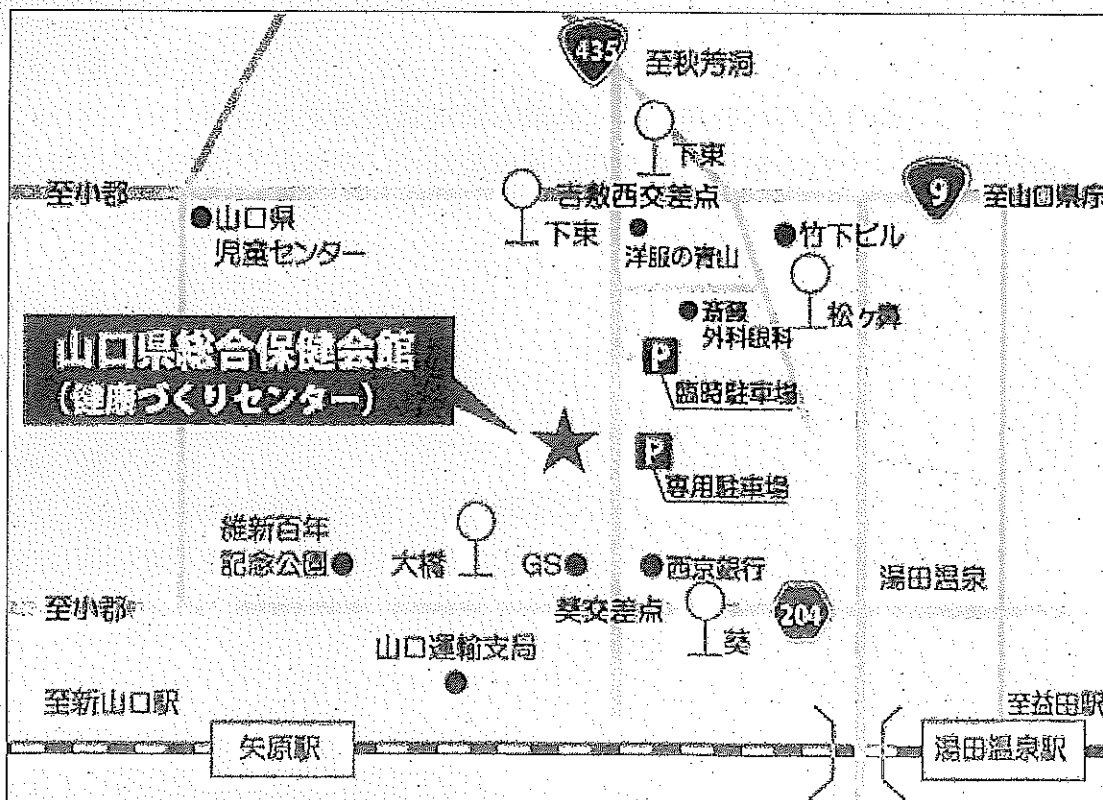 435
至秋芳洞
下東
至小郡
吉敷西交差点
9
至山口県庁
山口県
児童センター
下東
洋服の青山
竹下ビル
松ヶ鼻
斎藤
外科眼科
P
臨時駐車場
山口県総合保健会館
(健康づくりセンター)
P
専用駐車場
維新百年
記念公園
大橋
GS
西京銀行
湯田温泉
至小郡
葵交差点
葵
204
山口運輸支局
至新山口駅
至益田駅
矢原駅
湯田温泉駅